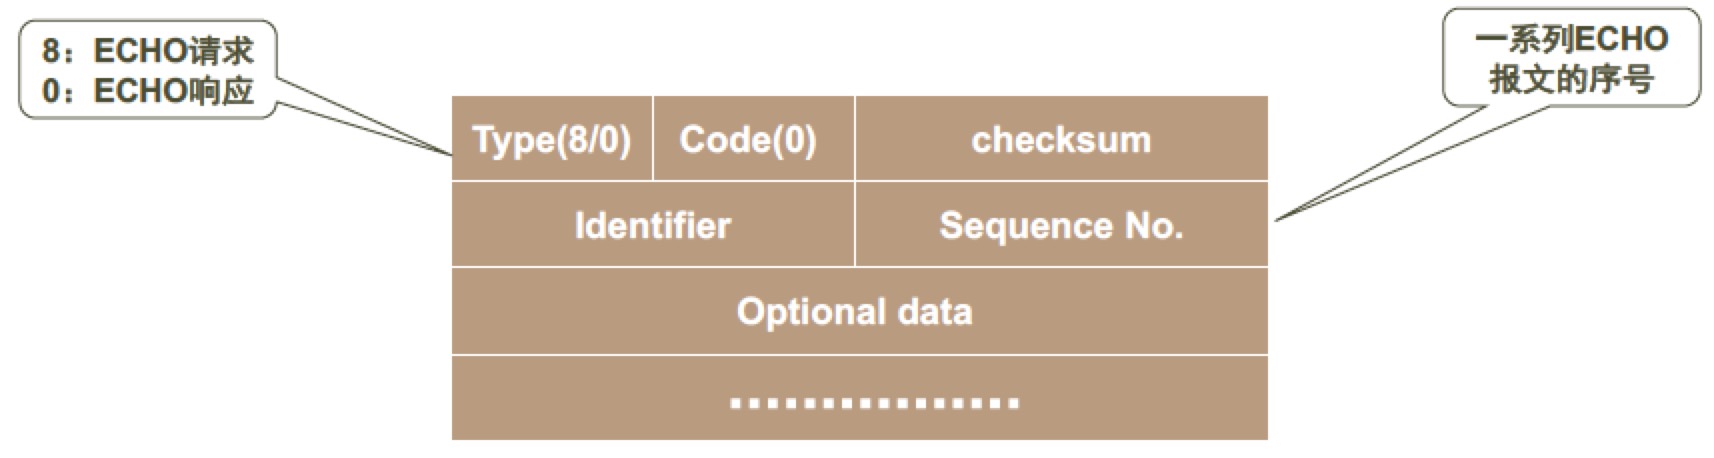 8：ECHO请求
0：ECHO响应
一系列ECHO
报文的序号
Type(8/0) Code(0) checksum
Identifier Sequence No.
Optional data
................